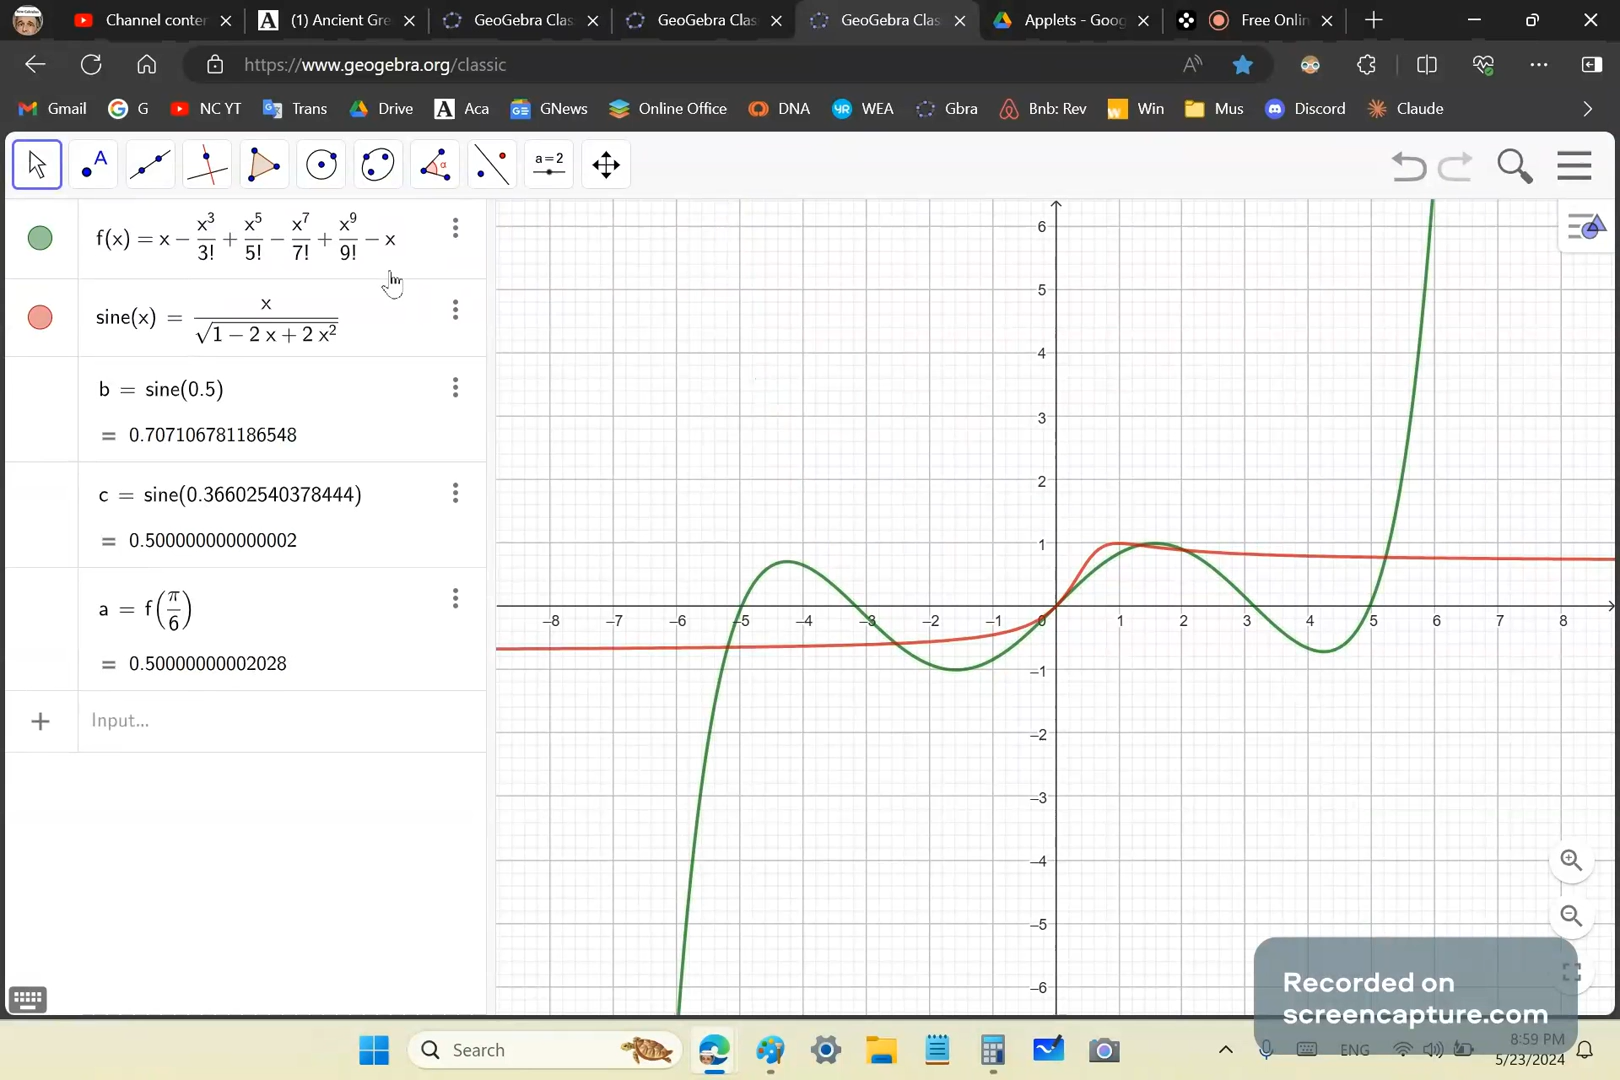 Channel conten
(1) Ancient Gre
GeoGebra Clas
GeoGebra Clas
GeoGebra Clas
Applets - Goog
Free Onlin
https://www.geogebra.org/classic
Gmail
G
NC YT
Trans
Drive
Aca
GNews
Online Office
DNA
WEA
Gbra
Bnb: Rev
Win
Mus
Discord
Claude
A
α
a=2
f(x) = x − x³/3! + x⁵/5! − x⁷/7! + x⁹/9! − x
sine(x) = x/√(1 − 2 x + 2 x²)
b = sine(0.5)
= 0.707106781186548
c = sine(0.36602540378444)
= 0.500000000000002
a = f(π/6)
= 0.50000000002028
+ Input...
6
5
4
3
2
1
−8 −7 −6 −5 −4 −3 −2 −1 0 1 2 3 4 5 6 7 8
−1
−2
−3
−4
−5
−6
Recorded on
screencapture.com
Search
ENG
8:59 PM
5/23/2024